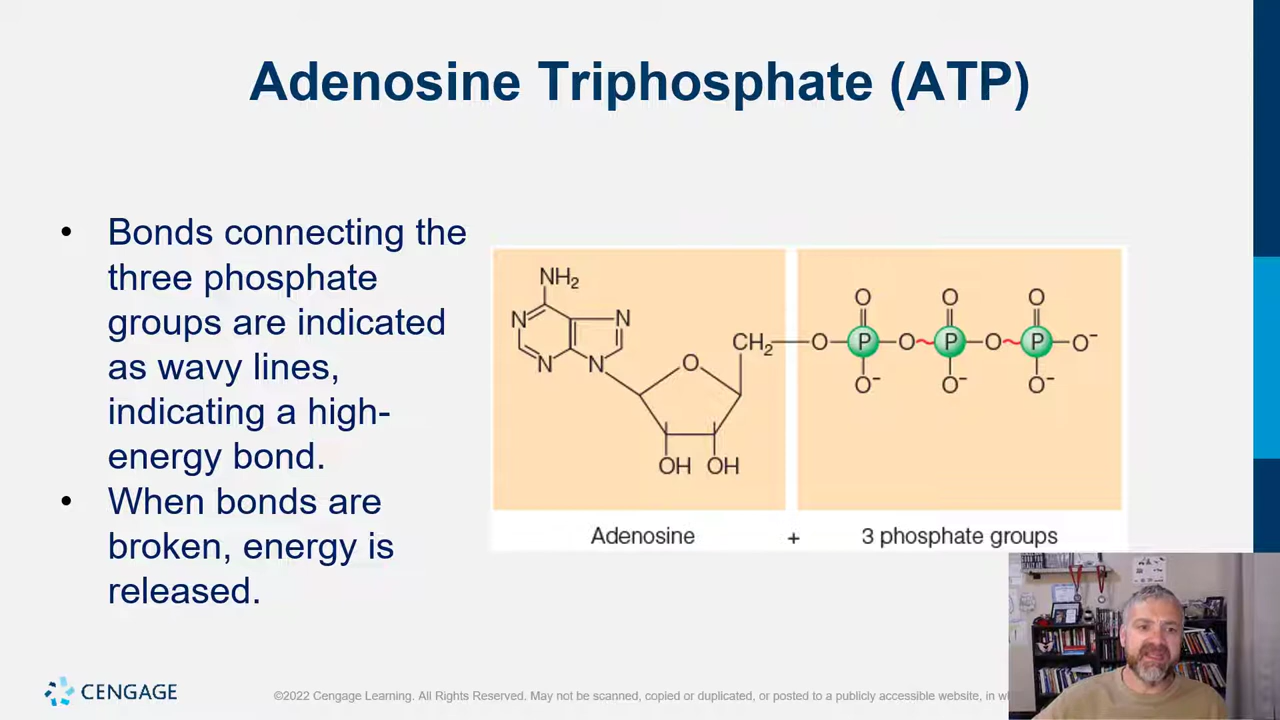 Adenosine Triphosphate (ATP)
• Bonds connecting the
three phosphate
groups are indicated
as wavy lines,
indicating a high-
energy bond.
• When bonds are
broken, energy is
released.
NH₂
N
N
N
N
O
CH₂
OH OH
O O O
O P O P O P O⁻
O⁻ O⁻ O⁻
Adenosine + 3 phosphate groups
CENGAGE
©2022 Cengage Learning. All Rights Reserved. May not be scanned, copied or duplicated, or posted to a publicly accessible website, in